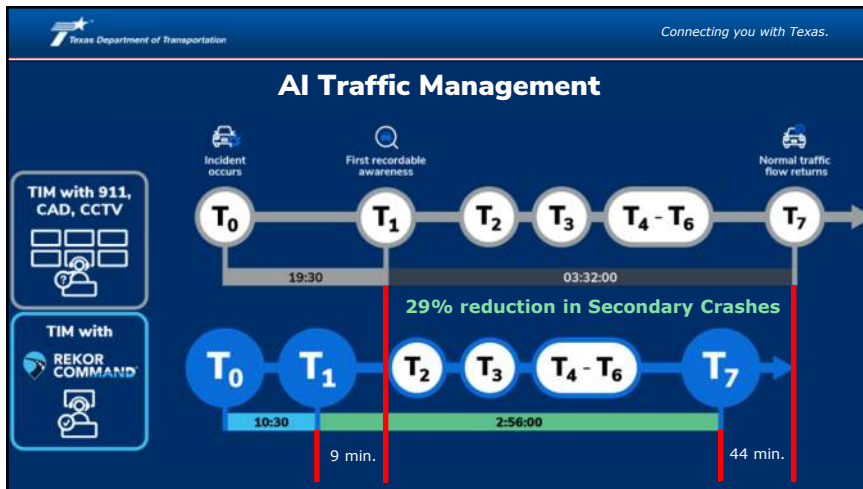 Texas Department of Transportation
Connecting you with Texas.
AI Traffic Management
Incident
occurs
First recordable
awareness
Normal traffic
flow returns
TIM with 911,
CAD, CCTV
?
T0
T1
T2
T3
T4 - T6
T7
19:30
03:32:00
29% reduction in Secondary Crashes
TIM with
REKOR
COMMAND
T0
T1
T2
T3
T4 - T6
T7
10:30
2:56:00
9 min.
44 min.